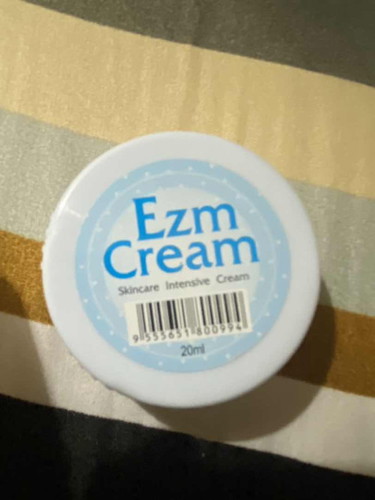 Ezm
Cream
Skincare Intensive Cream
9 555651 800994
20ml